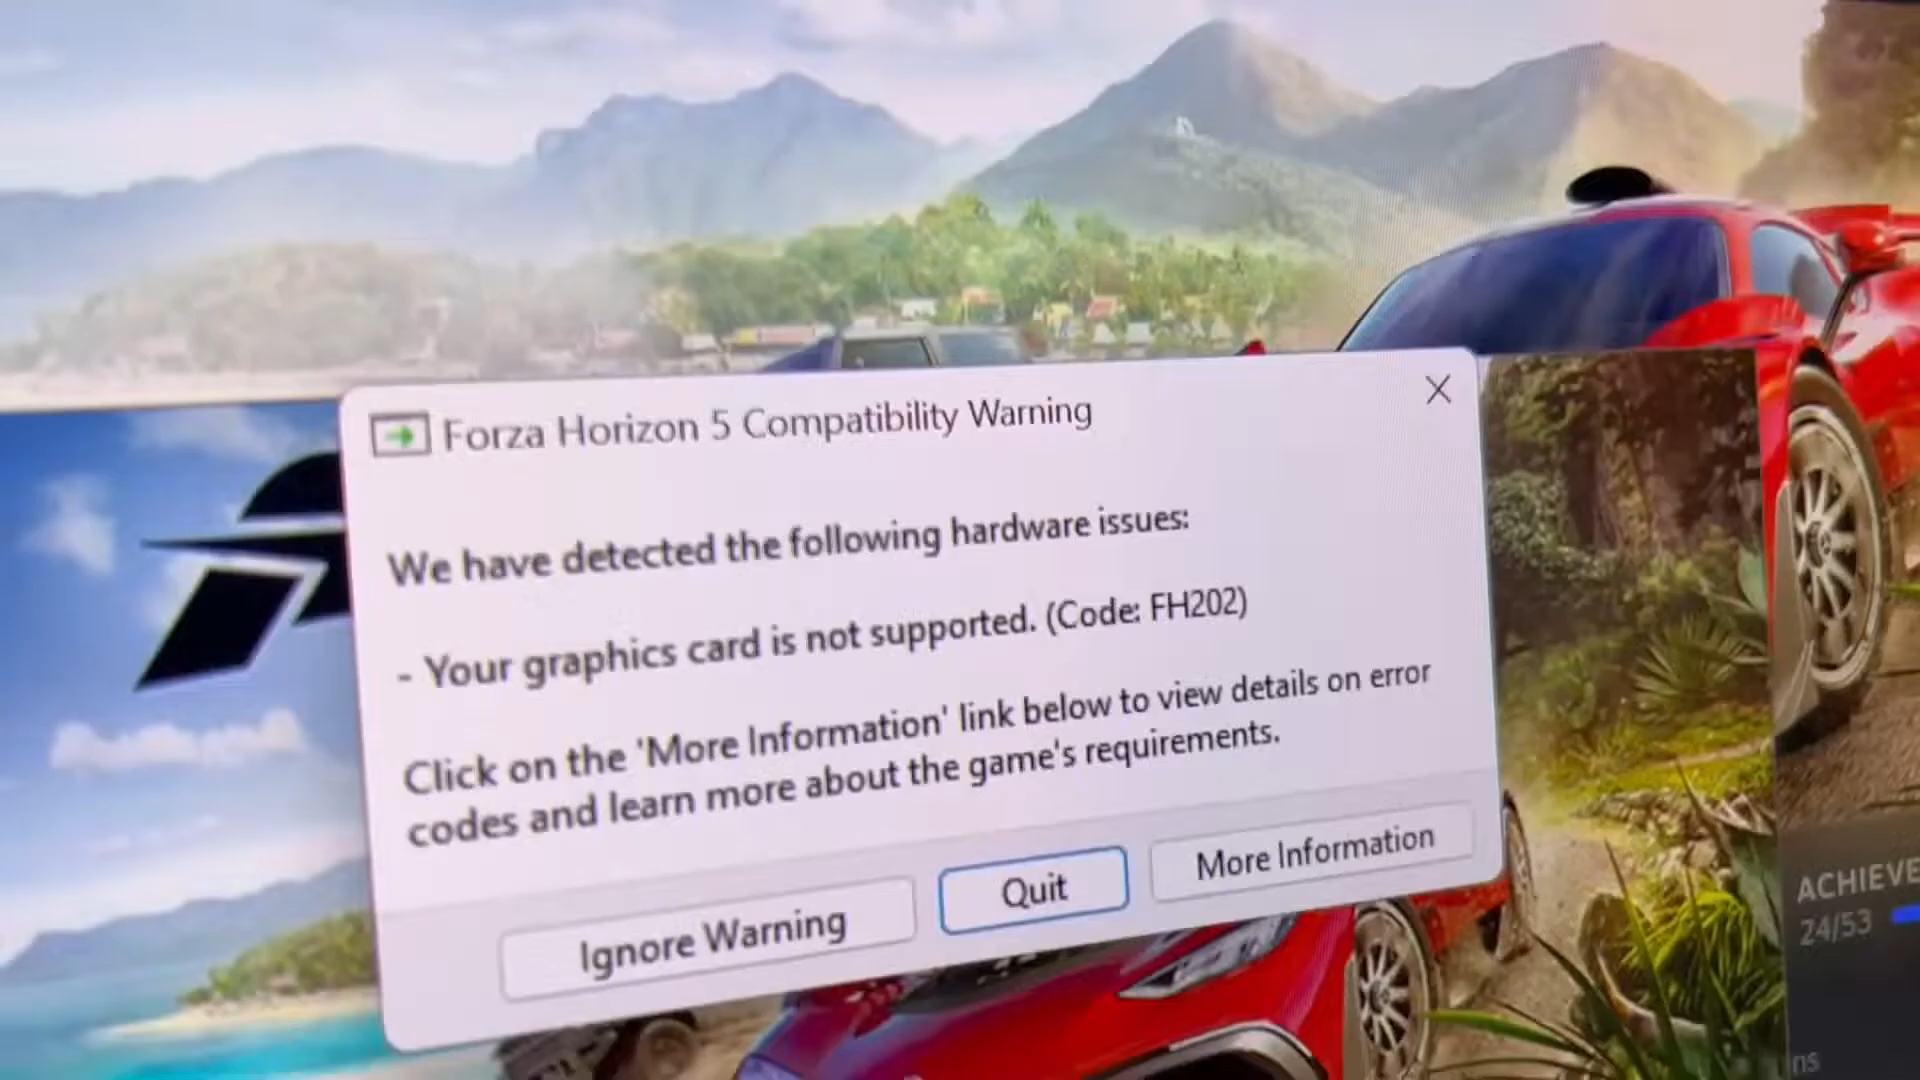 Forza Horizon 5 Compatibility Warning
We have detected the following hardware issues:
- Your graphics card is not supported. (Code: FH202)
Click on the 'More Information' link below to view details on error
codes and learn more about the game's requirements.
Ignore Warning
Quit
More Information
24/53